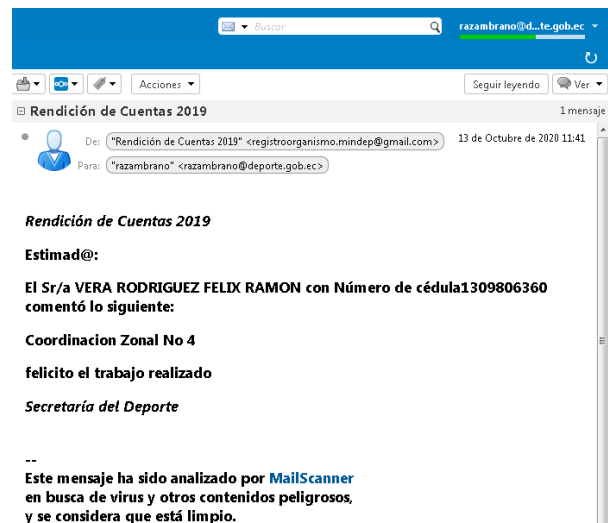 Buscar
razambrano@d...te.gob.ec
Acciones
Seguir leyendo
Ver
Rendición de Cuentas 2019
1 mensaje
De: "Rendición de Cuentas 2019" <registroorganismo.mindep@gmail.com>
13 de Octubre de 2020 11:41
Para: "razambrano" <razambrano@deporte.gob.ec>
Rendición de Cuentas 2019
Estimad@:
El Sr/a VERA RODRIGUEZ FELIX RAMON con Número de cédula1309806360
comentó lo siguiente:
Coordinacion Zonal No 4
felicito el trabajo realizado
Secretaría del Deporte
--
Este mensaje ha sido analizado por MailScanner
en busca de virus y otros contenidos peligrosos,
y se considera que está limpio.